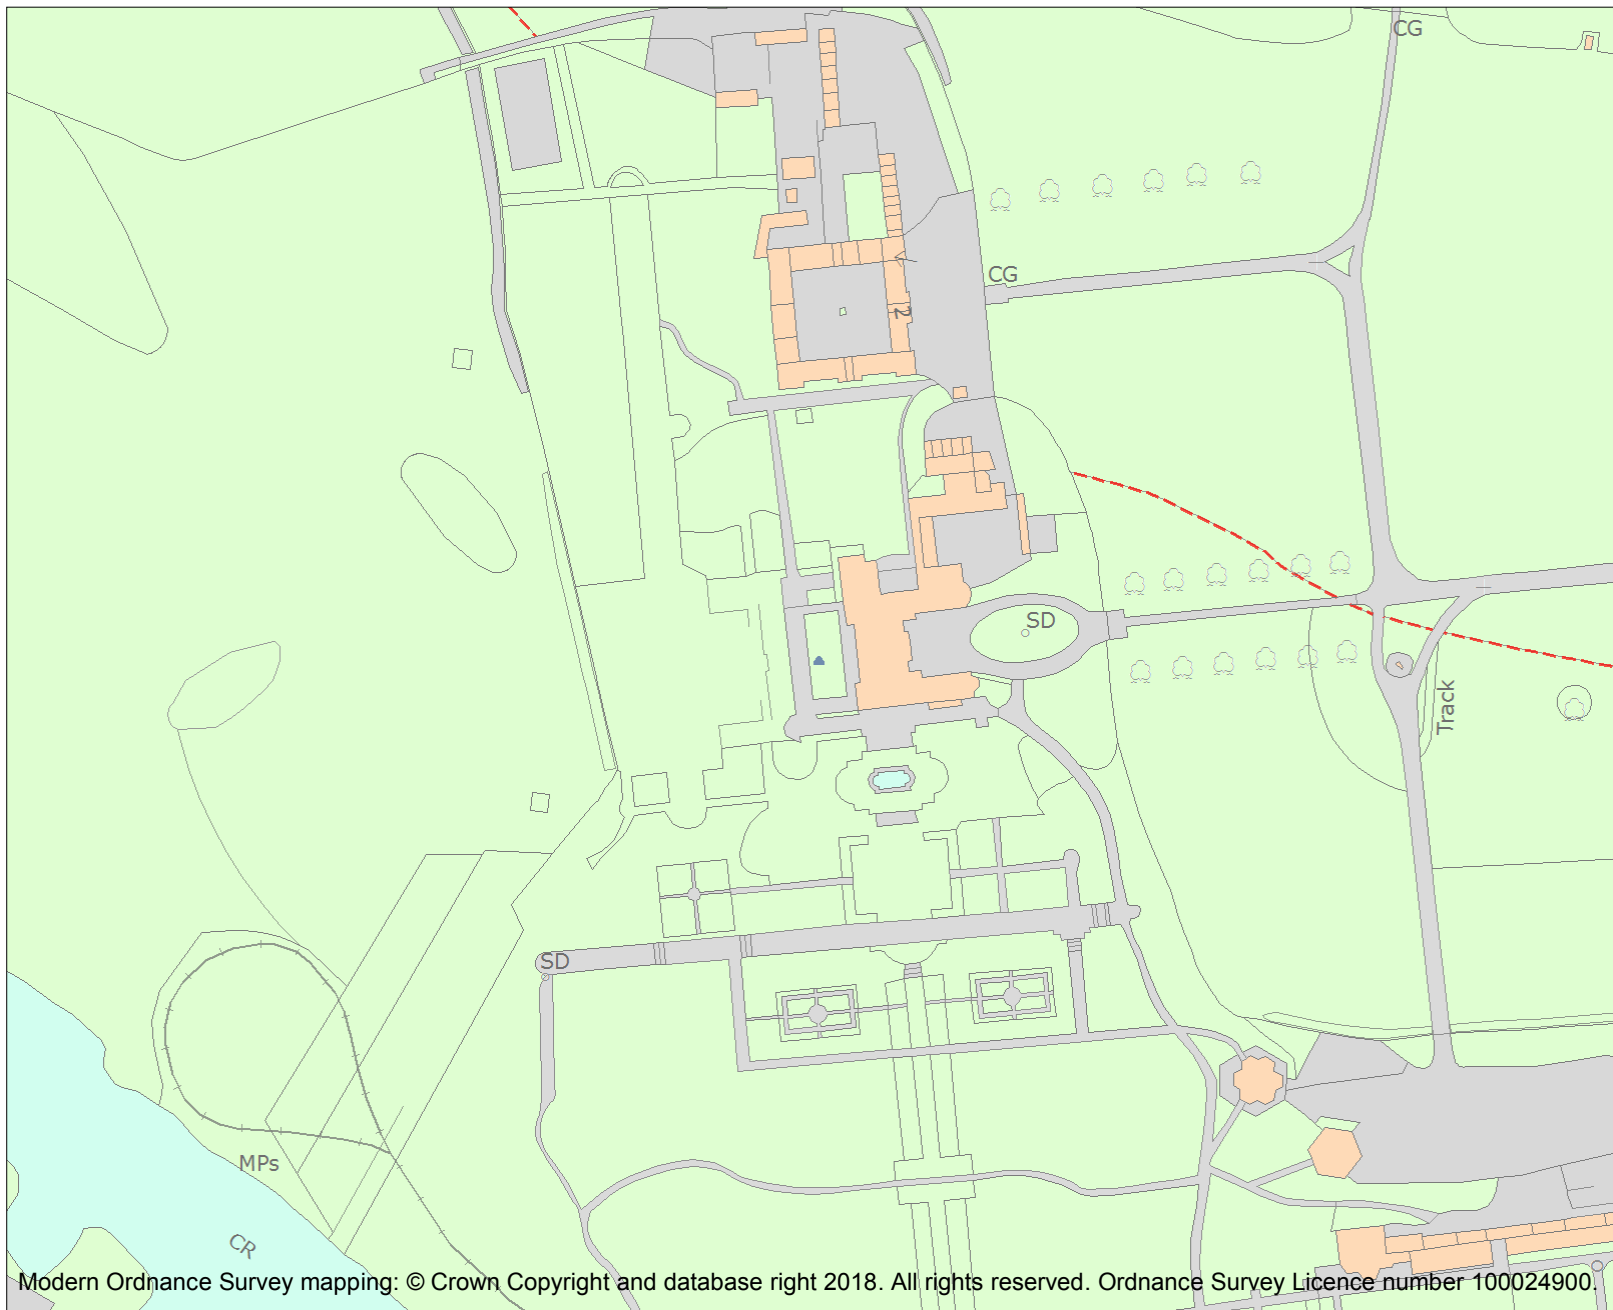 CG
CG
2
SD
Track
SD
MPs
CR
Modern Ordnance Survey mapping: © Crown Copyright and database right 2018. All rights reserved. Ordnance Survey Licence number 100024900.